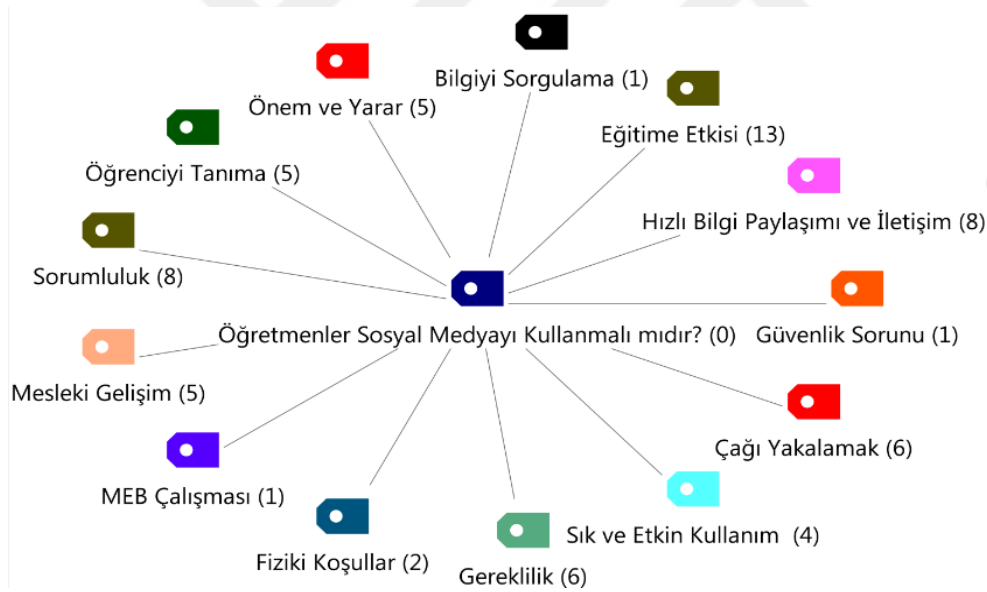 Bilgiyi Sorgulama (1)
Önem ve Yarar (5)
Eğitime Etkisi (13)
Öğrenciyi Tanıma (5)
Hızlı Bilgi Paylaşımı ve İletişim (8)
Sorumluluk (8)
Öğretmenler Sosyal Medyayı Kullanmalı mıdır? (0)
Güvenlik Sorunu (1)
Mesleki Gelişim (5)
Çağı Yakalamak (6)
MEB Çalışması (1)
Sık ve Etkin Kullanım (4)
Fiziki Koşullar (2)
Gereklilik (6)